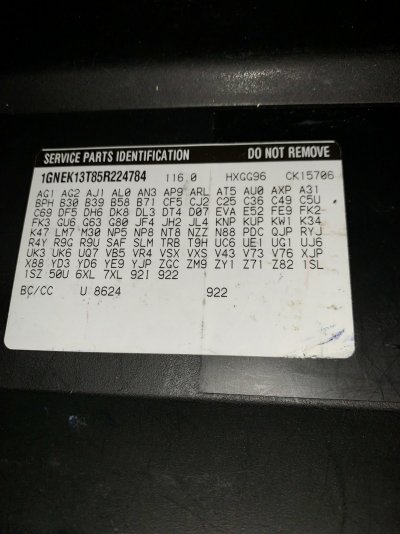 SERVICE PARTS IDENTIFICATION DO NOT REMOVE
1GNEK13T85R224784 116.0 HXGG96 CK15706
AG1 AG2 AJ1 AL0 AN3 AP9 ARL AT5 AU0 AXP A31
BPH B30 B39 B58 B71 CF5 CJ2 C25 C36 C49 C5U
C69 DF5 DH6 DK8 DL3 DT4 D07 EVA E52 FE9 FK2
FK3 GU6 G63 G80 JF4 JH2 JL4 KNP KUP KW1 K34
K47 LM7 M30 NP5 NP8 NT8 NZZ N88 PDC QJP RYJ
R4Y R9G R9U SAF SLM TRB T9H UC6 UE1 UG1 UJ6
UK3 UK6 UQ7 VB5 VR4 VSX VXS V43 V73 V76 XJP
X88 YD3 YD6 YE9 YJP ZGC ZM9 ZY1 Z71 Z82 1SL
1SZ 50U 6XL 7XL 92I 922
BC/CC U 8624 922